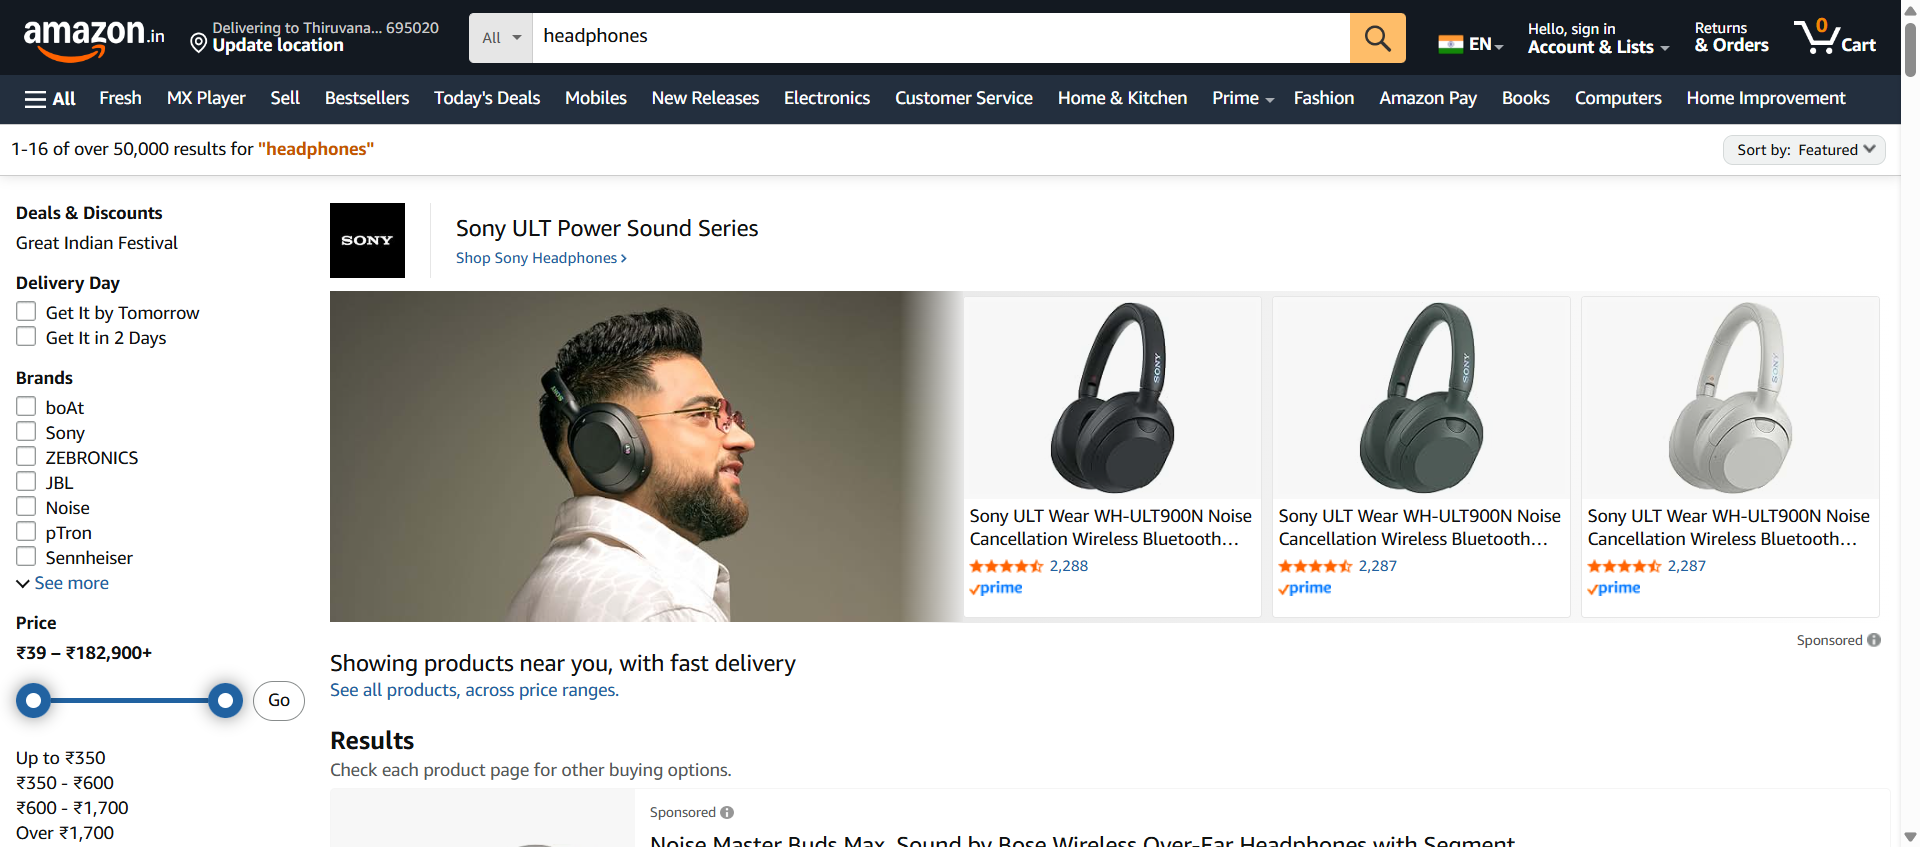 amazon.in
Delivering to Thiruvana... 695020
Update location
All
headphones
EN
Hello, sign in
Account & Lists
Returns
& Orders
0
Cart
All
Fresh
MX Player
Sell
Bestsellers
Today's Deals
Mobiles
New Releases
Electronics
Customer Service
Home & Kitchen
Prime
Fashion
Amazon Pay
Books
Computers
Home Improvement
1-16 of over 50,000 results for "headphones"
Sort by: Featured
Deals & Discounts
Great Indian Festival
Delivery Day
Get It by Tomorrow
Get It in 2 Days
Brands
boAt
Sony
ZEBRONICS
JBL
Noise
pTron
Sennheiser
See more
Price
₹39 – ₹182,900+
Go
Up to ₹350
₹350 - ₹600
₹600 - ₹1,700
Over ₹1,700
SONY
Sony ULT Power Sound Series
Shop Sony Headphones ›
SONY
SONY
Sony ULT Wear WH-ULT900N Noise
Cancellation Wireless Bluetooth...
2,288
prime
SONY
Sony ULT Wear WH-ULT900N Noise
Cancellation Wireless Bluetooth...
2,287
prime
SONY
Sony ULT Wear WH-ULT900N Noise
Cancellation Wireless Bluetooth...
2,287
prime
Sponsored
Showing products near you, with fast delivery
See all products, across price ranges.
Results
Check each product page for other buying options.
Sponsored
Noise Master Buds Max, Sound by Bose Wireless Over-Ear Headphones with Segment